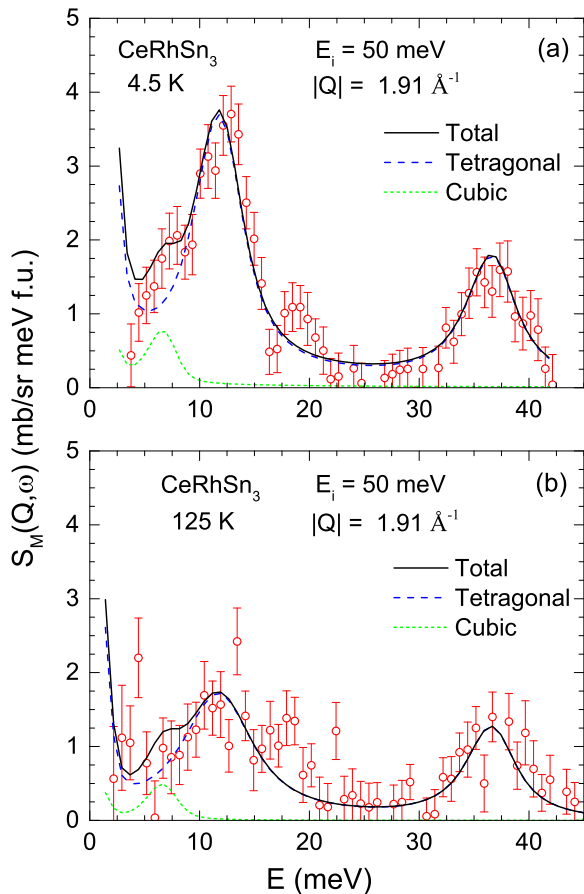 CeRhSn₃ Eᵢ = 50 meV (a)
4.5 K |Q| = 1.91 Å⁻¹
Total
Tetragonal
Cubic
5
4
3
2
1
0
0 10 20 30 40
S_M(Q,ω) (mb/sr meV f.u.)
CeRhSn₃ Eᵢ = 50 meV (b)
125 K |Q| = 1.91 Å⁻¹
Total
Tetragonal
Cubic
5
4
3
2
1
0
0 10 20 30 40
E (meV)